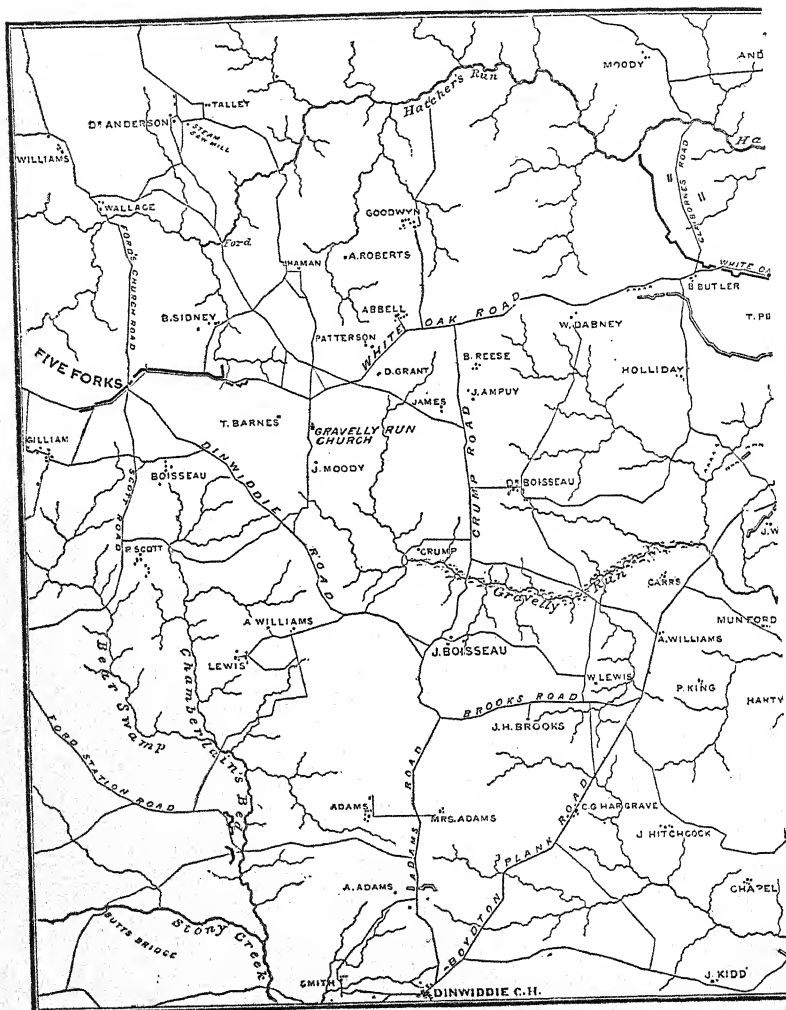 MOODY
AND
Hatcher's Run
TALLEY
DR ANDERSON
STEAM
SAW MILL
Ha
WILLIAMS
CLAIBORNES ROAD
WALLACE
GOODWYN
FORD'S CHURCH ROAD
Ford
HAMAN
A.ROBERTS
WHITE OA
B BUTLER
B.SIDNEY
ABBELL
WHITE OAK ROAD
W.DABNEY
T. PU
PATTERSON
FIVE FORKS
D.GRANT
B.REESE
HOLLIDAY
J.AMPUY
JAMES
T. BARNES
GRAVELLY RUN
CHURCH
CRUMP ROAD
GILLIAM
DINWIDDIE ROAD
BOISSEAU
J.MOODY
SCOTT ROAD
DR BOISSEAU
J.W
P.SCOTT
CRUMP
Gravelly Run
CARRS
A WILLIAMS
MUNFORD
A.WILLIAMS
J.BOISSEAU
LEWIS
Bear Swamp
Chamberlain's Bed
W.LEWIS
P.KING
BROOKS ROAD
HARTY
J.H.BROOKS
FORD STATION ROAD
ADAMS ROAD
ADAMS
MRS.ADAMS
C.G HARGRAVE
BOYDTON PLANK ROAD
J HITCHCOCK
A.ADAMS
CHAPEL
BUTTS BRIDGE
Stony Creek
SMITH
J.KIDD
DINWIDDIE C.H.